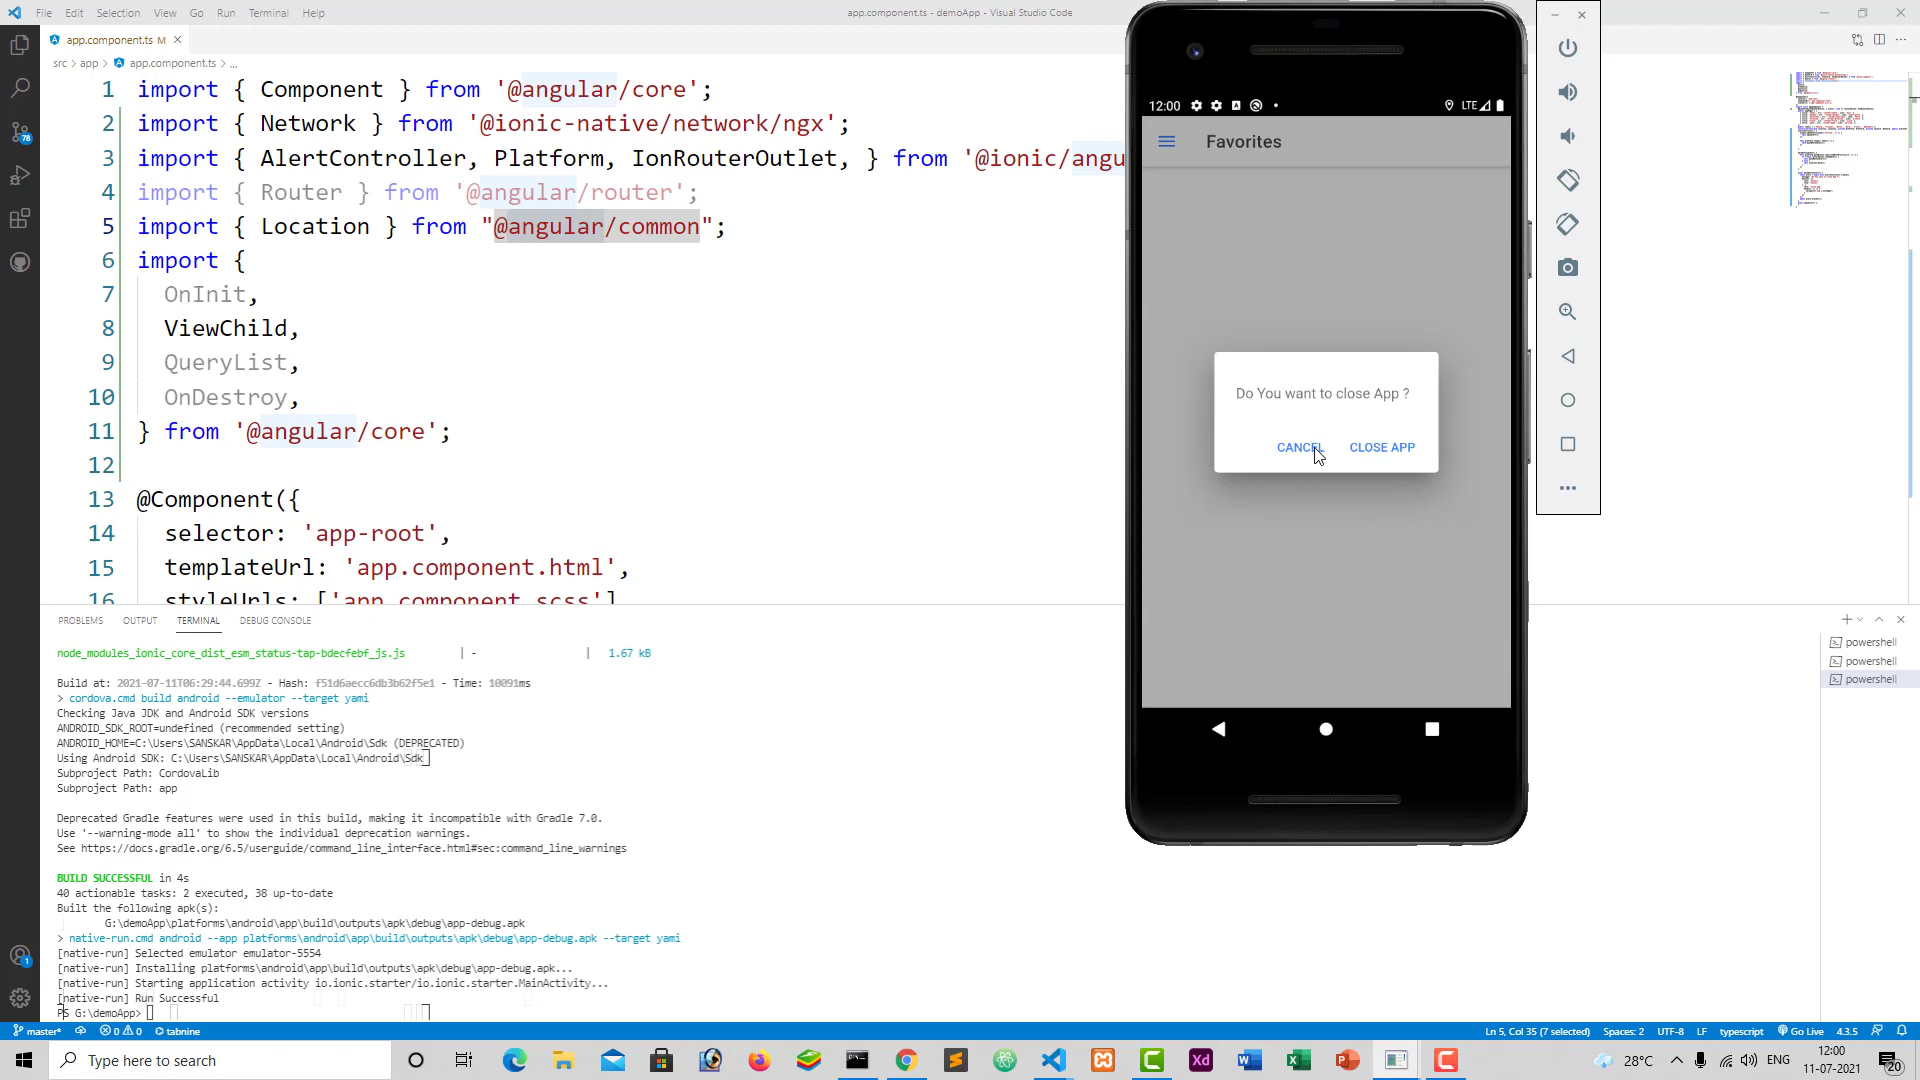 File Edit Selection View Go Run Terminal Help
app.component.ts - demoApp - Visual Studio Code
app.component.ts M
src > app > app.component.ts > ...
1 import { Component } from '@angular/core';
2 import { Network } from '@ionic-native/network/ngx';
3 import { AlertController, Platform, IonRouterOutlet, } from '@ionic/angu
4 import { Router } from '@angular/router';
5 import { Location } from "@angular/common";
6 import {
7 OnInit,
8 ViewChild,
9 QueryList,
10 OnDestroy,
11 } from '@angular/core';
12
13 @Component({
14 selector: 'app-root',
15 templateUrl: 'app.component.html',
16 styleUrls: ['app.component.scss']
12:00
LTE
Favorites
Do You want to close App ?
CANCEL CLOSE APP
PROBLEMS OUTPUT TERMINAL DEBUG CONSOLE
node_modules_ionic_core_dist_esm_status-tap-bdecfebf_js.js | - | 1.67 kB
Build at: 2021-07-11T06:29:44.699Z - Hash: f51d6aecc6db3b62f5e1 - Time: 10091ms
> cordova.cmd build android --emulator --target yami
Checking Java JDK and Android SDK versions
ANDROID_SDK_ROOT=undefined (recommended setting)
ANDROID_HOME=C:\Users\SANSKAR\AppData\Local\Android\Sdk (DEPRECATED)
Using Android SDK: C:\Users\SANSKAR\AppData\Local\Android\Sdk
Subproject Path: CordovaLib
Subproject Path: app
Deprecated Gradle features were used in this build, making it incompatible with Gradle 7.0.
Use '--warning-mode all' to show the individual deprecation warnings.
See https://docs.gradle.org/6.5/userguide/command_line_interface.html#sec:command_line_warnings
BUILD SUCCESSFUL in 4s
40 actionable tasks: 2 executed, 38 up-to-date
Built the following apk(s):
G:\demoApp\platforms\android\app\build\outputs\apk\debug\app-debug.apk
> native-run.cmd android --app platforms\android\app\build\outputs\apk\debug\app-debug.apk --target yami
[native-run] Selected emulator emulator-5554
[native-run] Installing platforms\android\app\build\outputs\apk\debug\app-debug.apk...
[native-run] Starting application activity io.ionic.starter/io.ionic.starter.MainActivity...
[native-run] Run Successful
PS G:\demoApp>
powershell
powershell
powershell
78
1
master* 0 0 tabnine
Ln 5, Col 35 (7 selected) Spaces: 2 UTF-8 LF typescript Go Live 4.3.5
Type here to search
Xd
28°C
ENG
12:00
11-07-2021
20